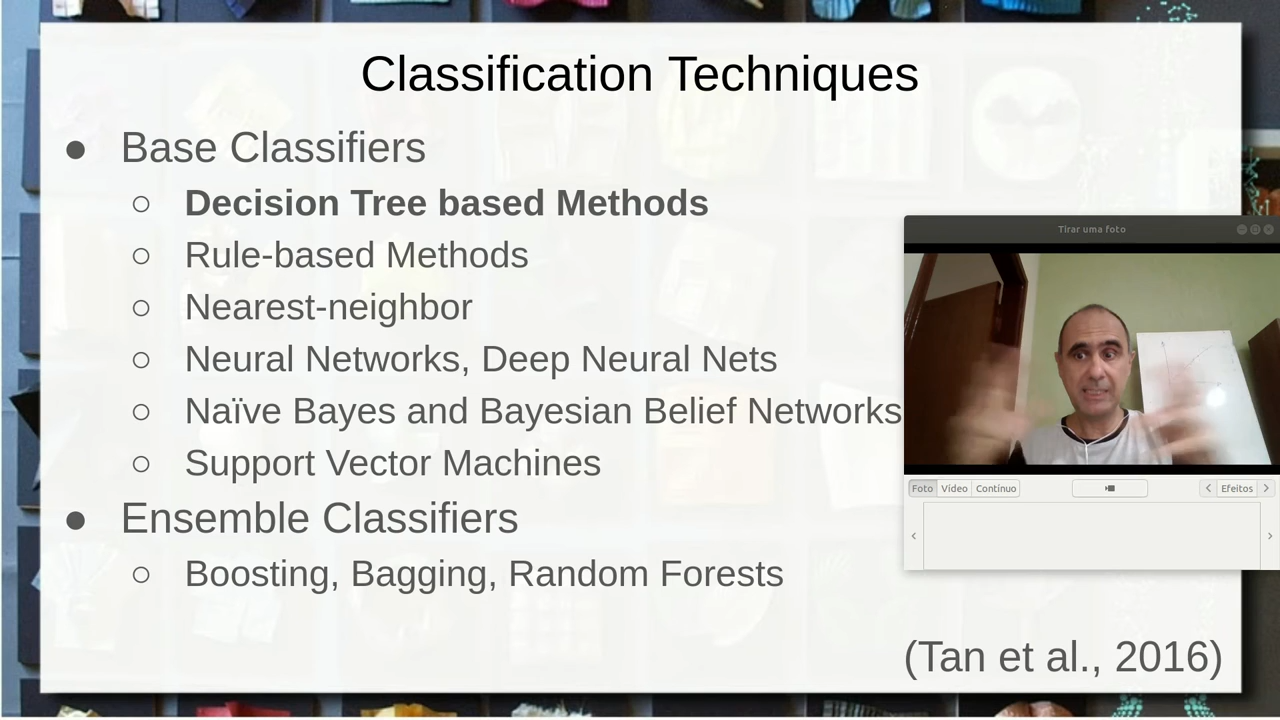 Classification Techniques
● Base Classifiers
○ Decision Tree based Methods
○ Rule-based Methods
○ Nearest-neighbor
○ Neural Networks, Deep Neural Nets
○ Naïve Bayes and Bayesian Belief Networks
○ Support Vector Machines
● Ensemble Classifiers
○ Boosting, Bagging, Random Forests
(Tan et al., 2016)
Tirar uma foto
Foto Vídeo Contínuo Efeitos